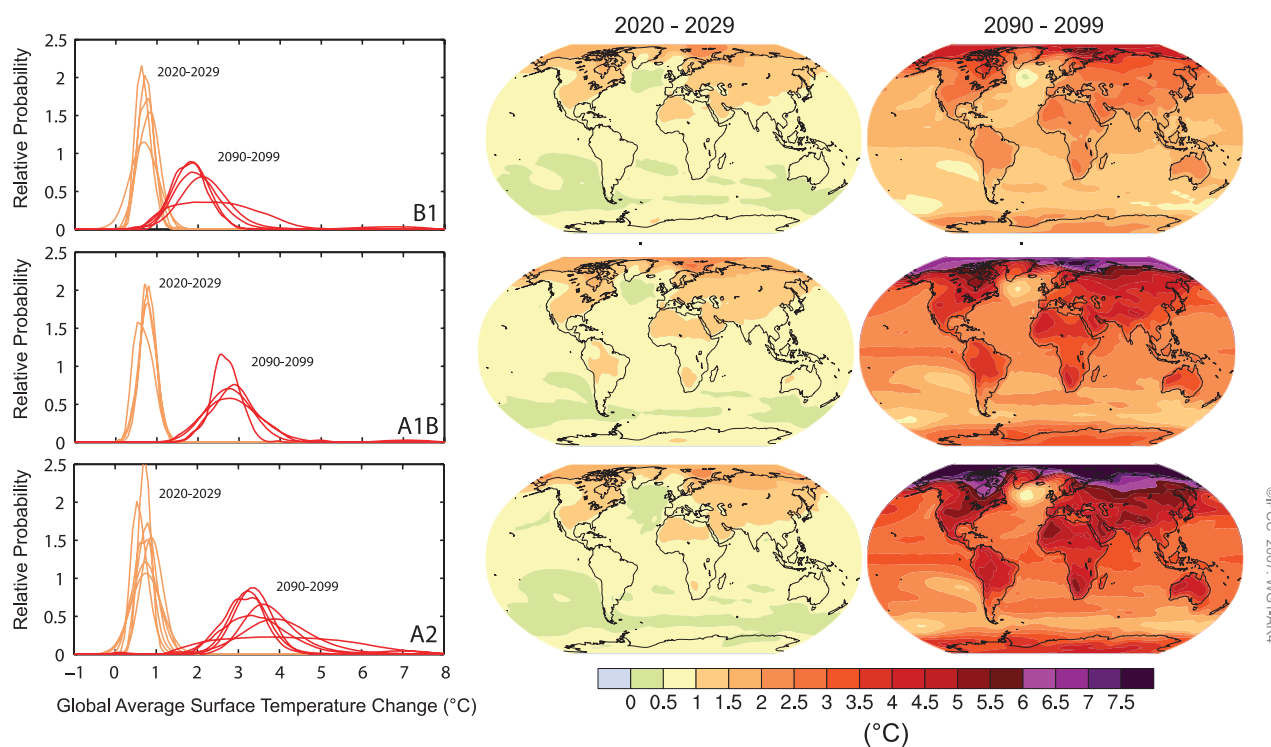 2020 - 2029
2090 - 2099
Relative Probability
2.5
2
1.5
1
0.5
0
2020-2029
2090-2099
B1
Relative Probability
2.5
2
1.5
1
0.5
0
2020-2029
2090-2099
A1B
Relative Probability
2.5
2
1.5
1
0.5
0
2020-2029
2090-2099
A2
−1 0 1 2 3 4 5 6 7 8
Global Average Surface Temperature Change (°C)
0 0.5 1 1.5 2 2.5 3 3.5 4 4.5 5 5.5 6 6.5 7 7.5
(°C)